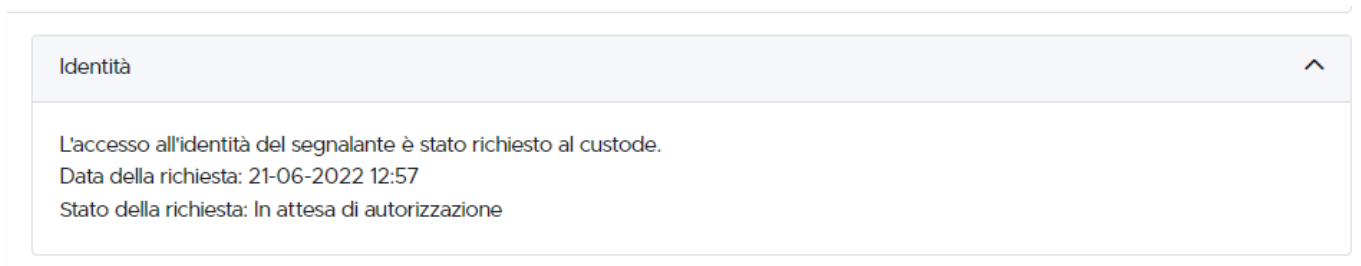 Identità
L'accesso all'identità del segnalante è stato richiesto al custode.
Data della richiesta: 21-06-2022 12:57
Stato della richiesta: In attesa di autorizzazione